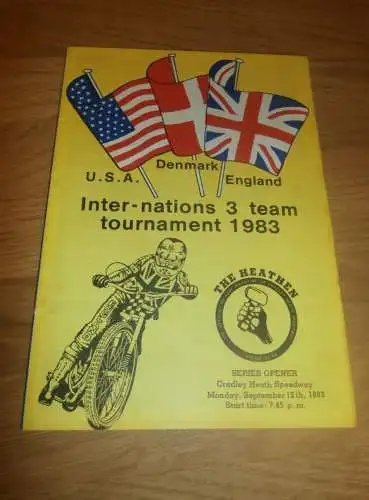 U.S.A.
Denmark
England
Inter-nations 3 team
tournament 1983
THE HEATHEN
SERIES OPENER
Cradley Heath Speedway
Monday, September 12th, 1983
Start time: 7.45 p.m.